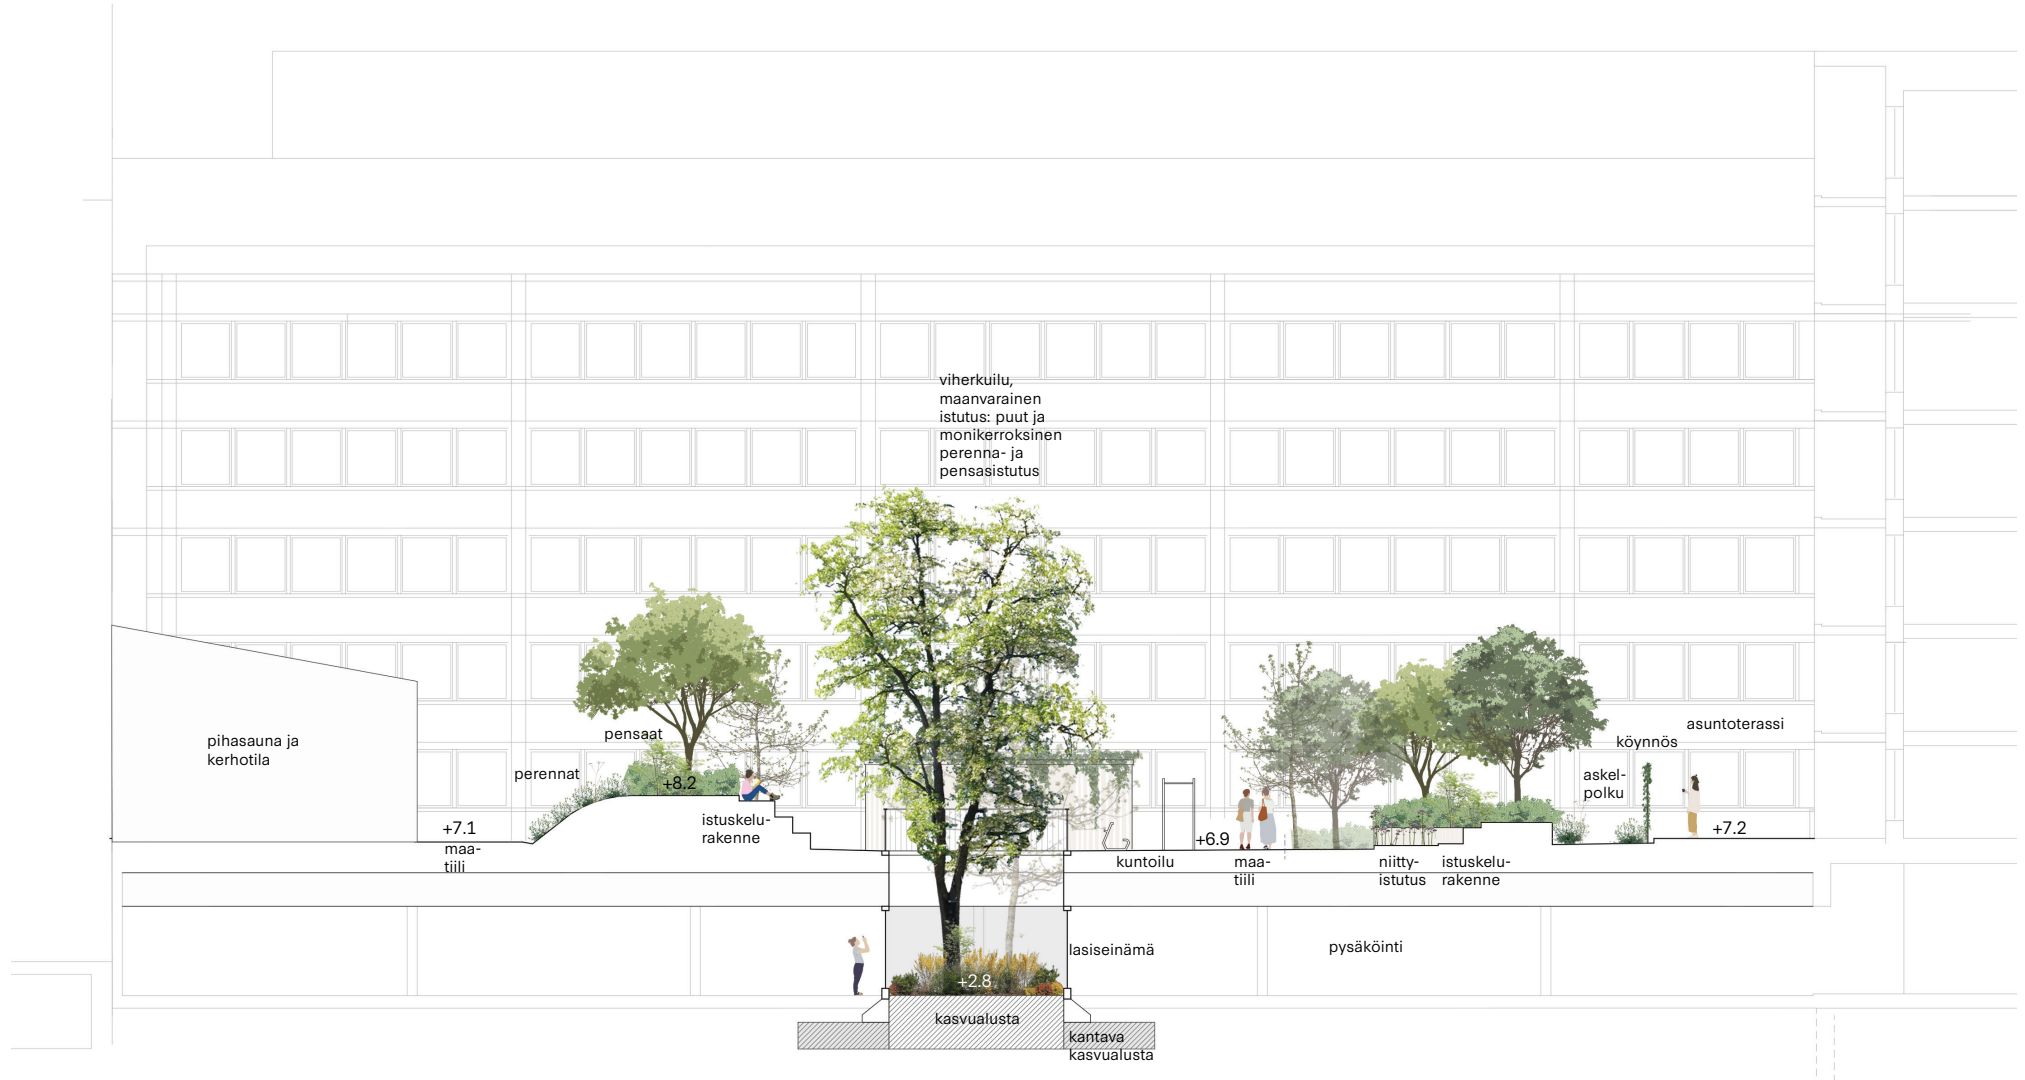 viherkuilu,
maanvarainen
istutus: puut ja
monikerroksinen
perenna- ja
pensasistutus
pihasauna ja
kerhotila
+7.1
maa-
tiili
perennat
pensaat
+8.2
istuskelu-
rakenne
kuntoilu
+6.9
maa-
tiili
niitty-
istutus
istuskelu-
rakenne
askel-
polku
köynnös
asuntoterassi
+7.2
lasiseinämä
pysäköinti
+2.8
kasvualusta
kantava
kasvualusta